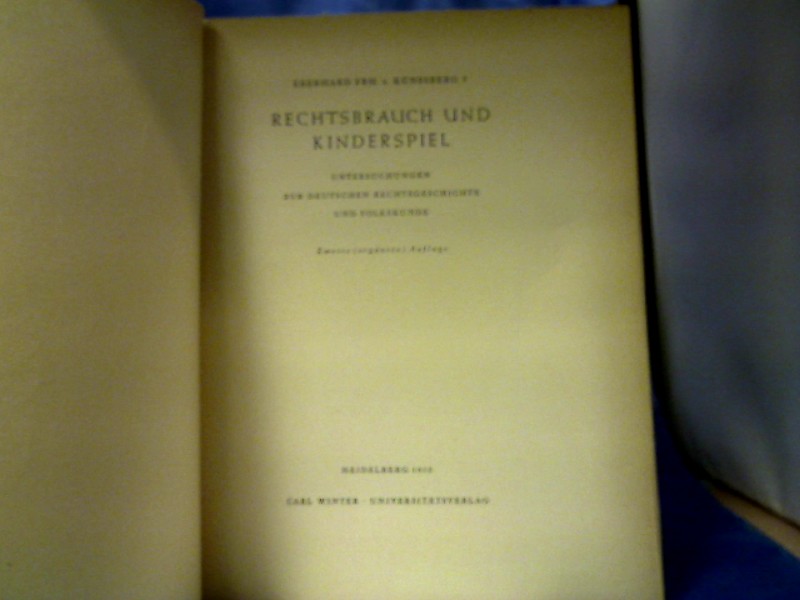 EBERHARD FRH. v. KÜNSSBERG †
RECHTSBRAUCH UND
KINDERSPIEL
UNTERSUCHUNGEN
ZUR DEUTSCHEN RECHTSGESCHICHTE
UND VOLKSKUNDE
Zweite (ergänzte) Auflage
HEIDELBERG
CARL WINTER · UNIVERSITÄTSVERLAG